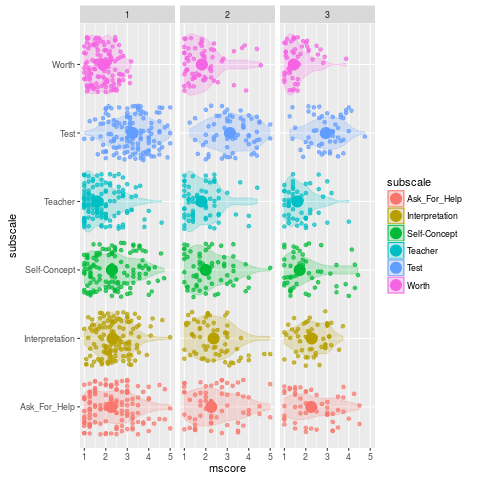 1 2 3
Worth
Test
Teacher
Self-Concept
Interpretation
Ask_For_Help
subscale
1 2 3 4 5 1 2 3 4 5 1 2 3 4 5
mscore
subscale
Ask_For_Help
Interpretation
Self-Concept
Teacher
Test
Worth